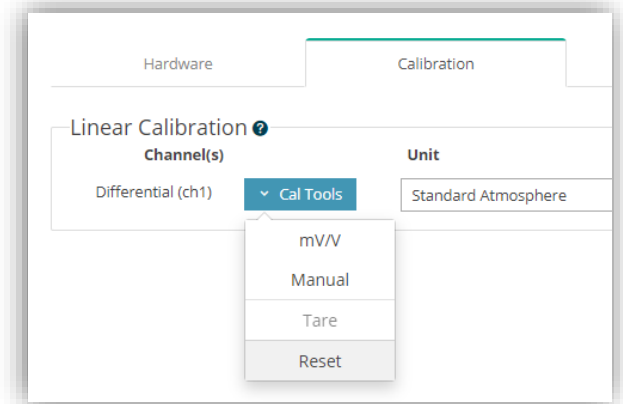 Hardware
Calibration
Linear Calibration ?
Channel(s)
Unit
Differential (ch1)
Cal Tools
Standard Atmosphere
mV/V
Manual
Tare
Reset